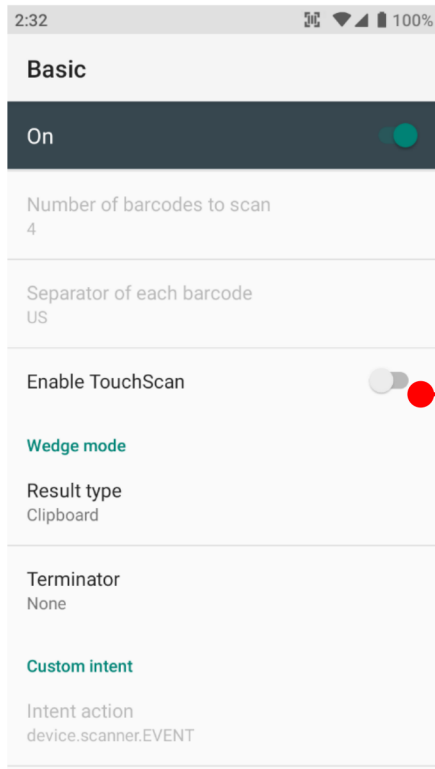 2:32
100%
Basic
On
Number of barcodes to scan
4
Separator of each barcode
US
Enable TouchScan
Wedge mode
Result type
Clipboard
Terminator
None
Custom intent
Intent action
device.scanner.EVENT